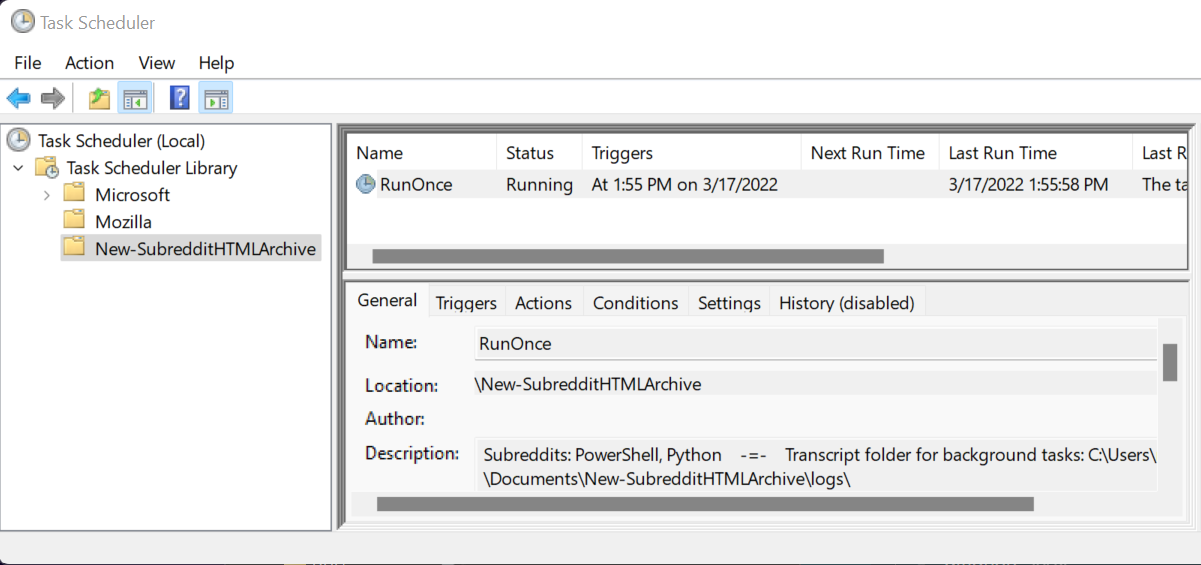 Task Scheduler
File Action View Help
Task Scheduler (Local)
Task Scheduler Library
Microsoft
Mozilla
New-SubredditHTMLArchive
Name Status Triggers Next Run Time Last Run Time Last R
RunOnce Running At 1:55 PM on 3/17/2022 3/17/2022 1:55:58 PM The ta
General Triggers Actions Conditions Settings History (disabled)
Name: RunOnce
Location: \New-SubredditHTMLArchive
Author:
Description: Subreddits: PowerShell, Python -=- Transcript folder for background tasks: C:\Users\
\Documents\New-SubredditHTMLArchive\logs\